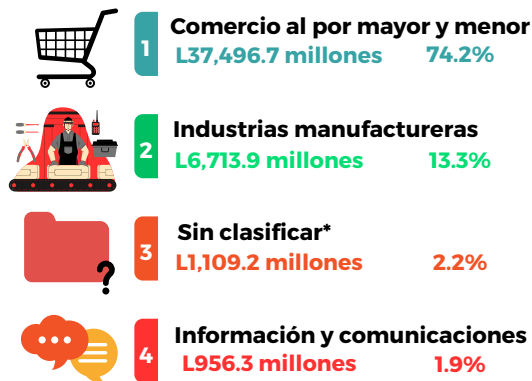 1
Comercio al por mayor y menor
L37,496.7 millones 74.2%
2
Industrias manufactureras
L6,713.9 millones 13.3%
3
Sin clasificar*
L1,109.2 millones 2.2%
?
4
Información y comunicaciones
L956.3 millones 1.9%